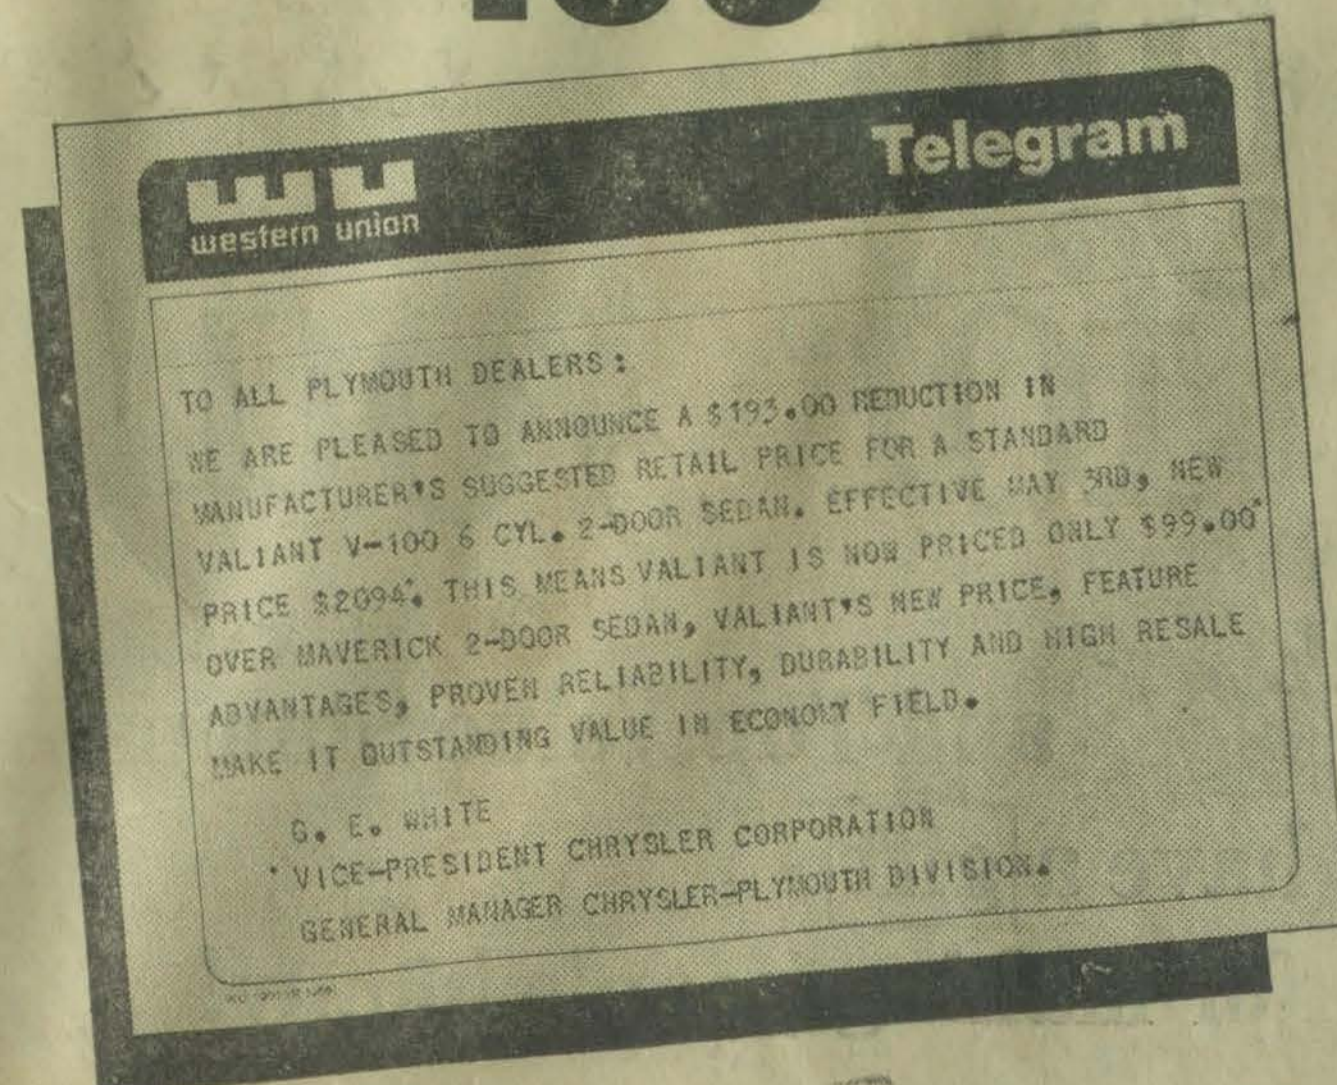 Telegram
western union
TO ALL PLYMOUTH DEALERS:
WE ARE PLEASED TO ANNOUNCE A $193.00 REDUCTION IN
MANUFACTURER'S SUGGESTED RETAIL PRICE FOR A STANDARD
VALIANT V-100 6 CYL. 2-DOOR SEDAN. EFFECTIVE MAY 3RD, NEW
PRICE $2094*. THIS MEANS VALIANT IS NOW PRICED ONLY $99.00*
OVER MAVERICK 2-DOOR SEDAN, VALIANT'S NEW PRICE, FEATURE
ADVANTAGES, PROVEN RELIABILITY, DURABILITY AND HIGH RESALE
MAKE IT OUTSTANDING VALUE IN ECONOMY FIELD.
G. E. WHITE
VICE-PRESIDENT CHRYSLER CORPORATION
GENERAL MANAGER CHRYSLER-PLYMOUTH DIVISION.